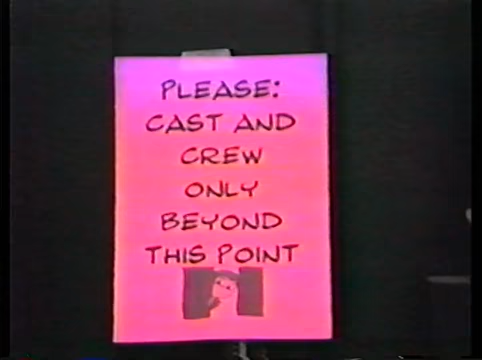 PLEASE:
CAST AND
CREW
ONLY
BEYOND
THIS POINT